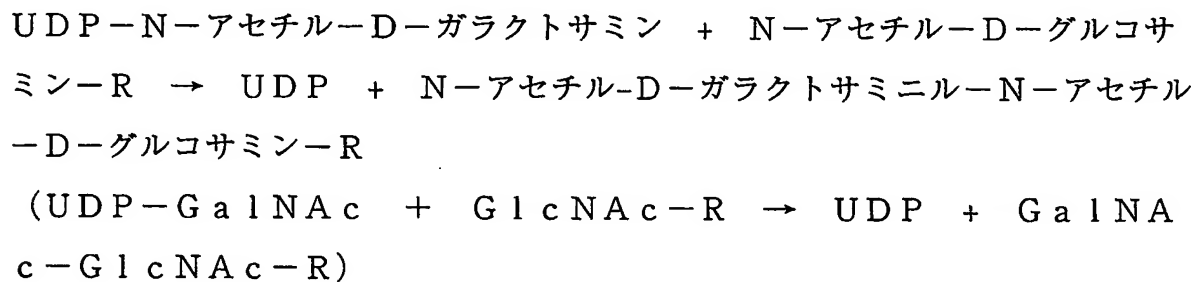 UDP-N-アセチル-D-ガラクトサミン + N-アセチル-D-グルコサ
ミン-R → UDP + N-アセチル-D-ガラクトサミニル-N-アセチル
-D-グルコサミン-R
(UDP-GalNAc + GlcNAc-R → UDP + GalNA
c-GlcNAc-R)